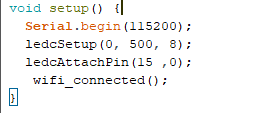 void setup() {
  Serial.begin(115200);
  ledcSetup(0, 500, 8);
  ledcAttachPin(15 ,0);
   wifi_connected();
}